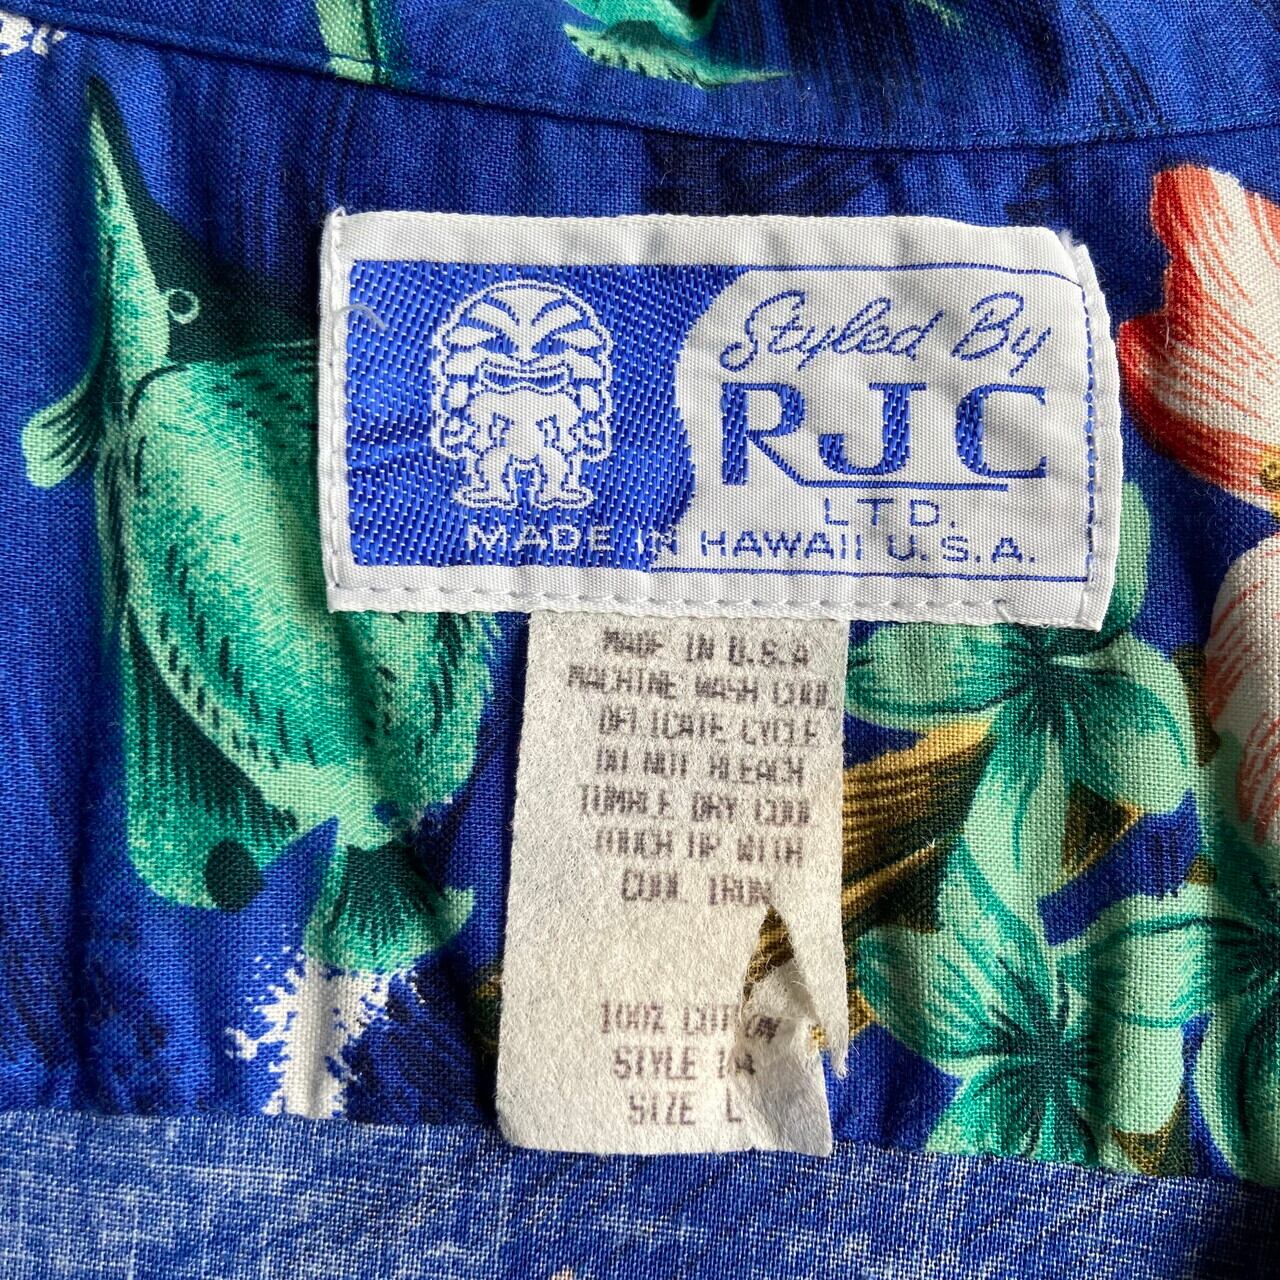 Styled By
RJC
LTD.
MADE IN HAWAII U.S.A.
MADE IN U.S.A
MACHINE WASH COOL
DELICATE CYCLE
DO NOT BLEACH
TUMBLE DRY COOL
TOUCH UP WITH
COOL IRON
100% COTTON
STYLE
SIZE L